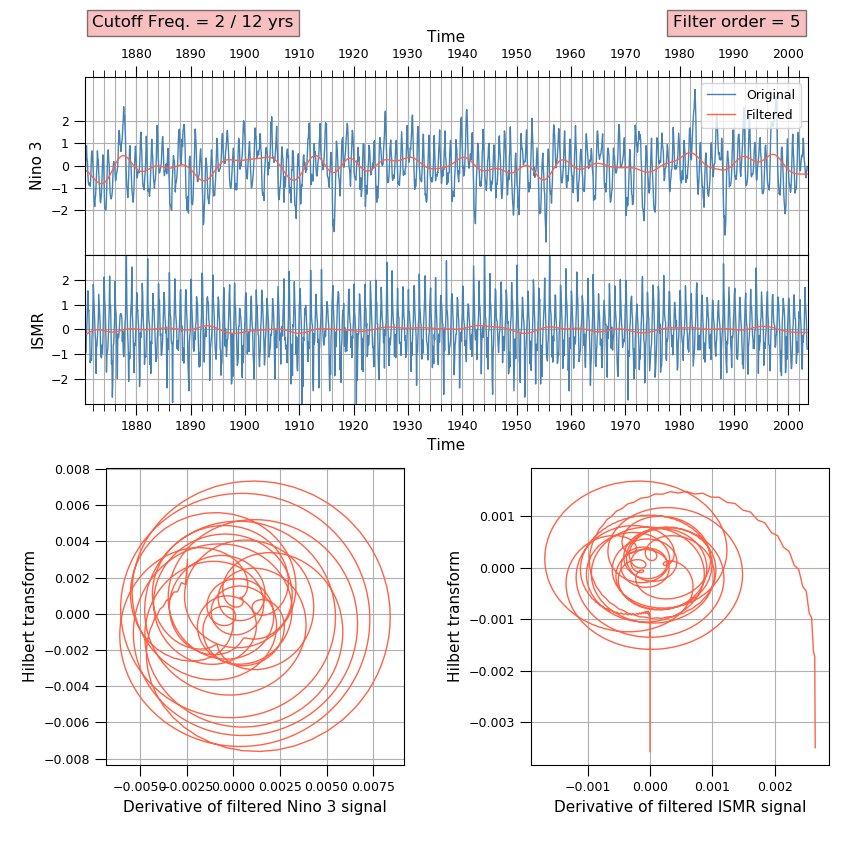 Cutoff Freq. = 2 / 12 yrs
Filter order = 5
Time
1880 1890 1900 1910 1920 1930 1940 1950 1960 1970 1980 1990 2000
Original
Filtered
Nino 3
2
1
0
−1
−2
ISMR
2
1
0
−1
−2
1880 1890 1900 1910 1920 1930 1940 1950 1960 1970 1980 1990 2000
Time
Hilbert transform
0.008
0.006
0.004
0.002
0.000
−0.002
−0.004
−0.006
−0.008
−0.0050 −0.0025 0.0000 0.0025 0.0050 0.0075
Derivative of filtered Nino 3 signal
Hilbert transform
0.001
0.000
−0.001
−0.002
−0.003
−0.001 0.000 0.001 0.002
Derivative of filtered ISMR signal